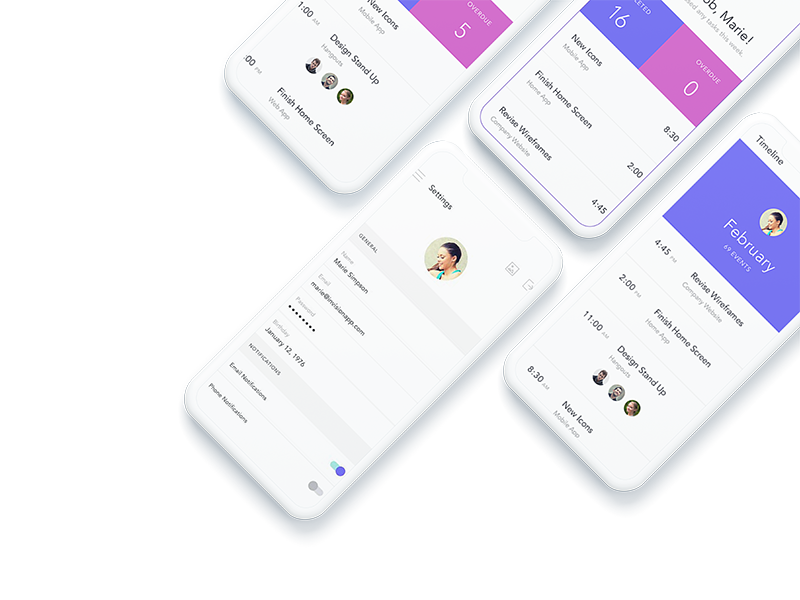 1:00 AM
New Icons
Mobile App
OVERDUE
5
:00 PM
Design Stand Up
Hangouts
Finish Home Screen
Web App
16
OVERDUE
0
ob, Marie!
sed any tasks this week.
New Icons
Mobile App
8:30
Finish Home Screen
Home App
2:00
Revise Wireframes
Company Website
4:45
Settings
GENERAL
Name
Marie Simpson
Email
marie@invisionapp.com
Password
••••••••
Birthday
January 12, 1976
NOTIFICATIONS
Email Notifications
Phone Notifications
Timeline
February
69 EVENTS
4:45 PM
Revise Wireframes
Company Website
2:00 PM
Finish Home Screen
Home App
11:00 AM
Design Stand Up
Hangouts
8:30 AM
New Icons
Mobile App